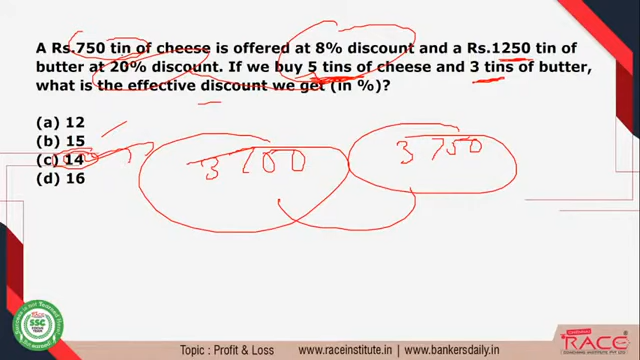 A Rs.750 tin of cheese is offered at 8% discount and a Rs.1250 tin of
butter at 20% discount. If we buy 5 tins of cheese and 3 tins of butter,
what is the effective discount we get (in %)?
(a) 12
(b) 15
(c) 14
(d) 16
3750
3750
SSC
RACE
Topic : Profit & Loss
www.raceinstitute.in | www.bankersdaily.in